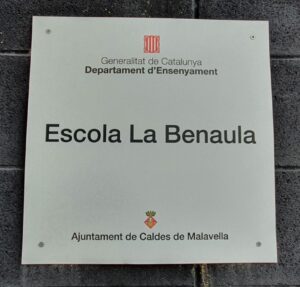 Generalitat de Catalunya
Departament d'Ensenyament
Escola La Benaula
Ajuntament de Caldes de Malavella